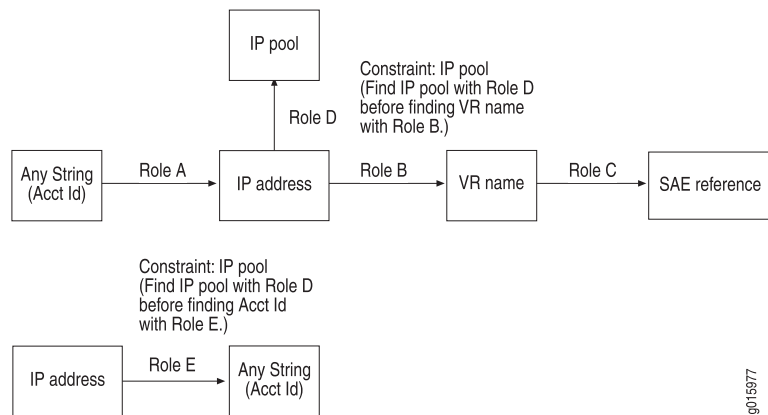 IP pool
Constraint: IP pool
(Find IP pool with Role D
before finding VR name
with Role B.)
Role D
Any String
(Acct Id)
Role A
IP address
Role B
VR name
Role C
SAE reference
Constraint: IP pool
(Find IP pool with Role D
before finding Acct Id
with Role E.)
IP address
Role E
Any String
(Acct Id)
g015977